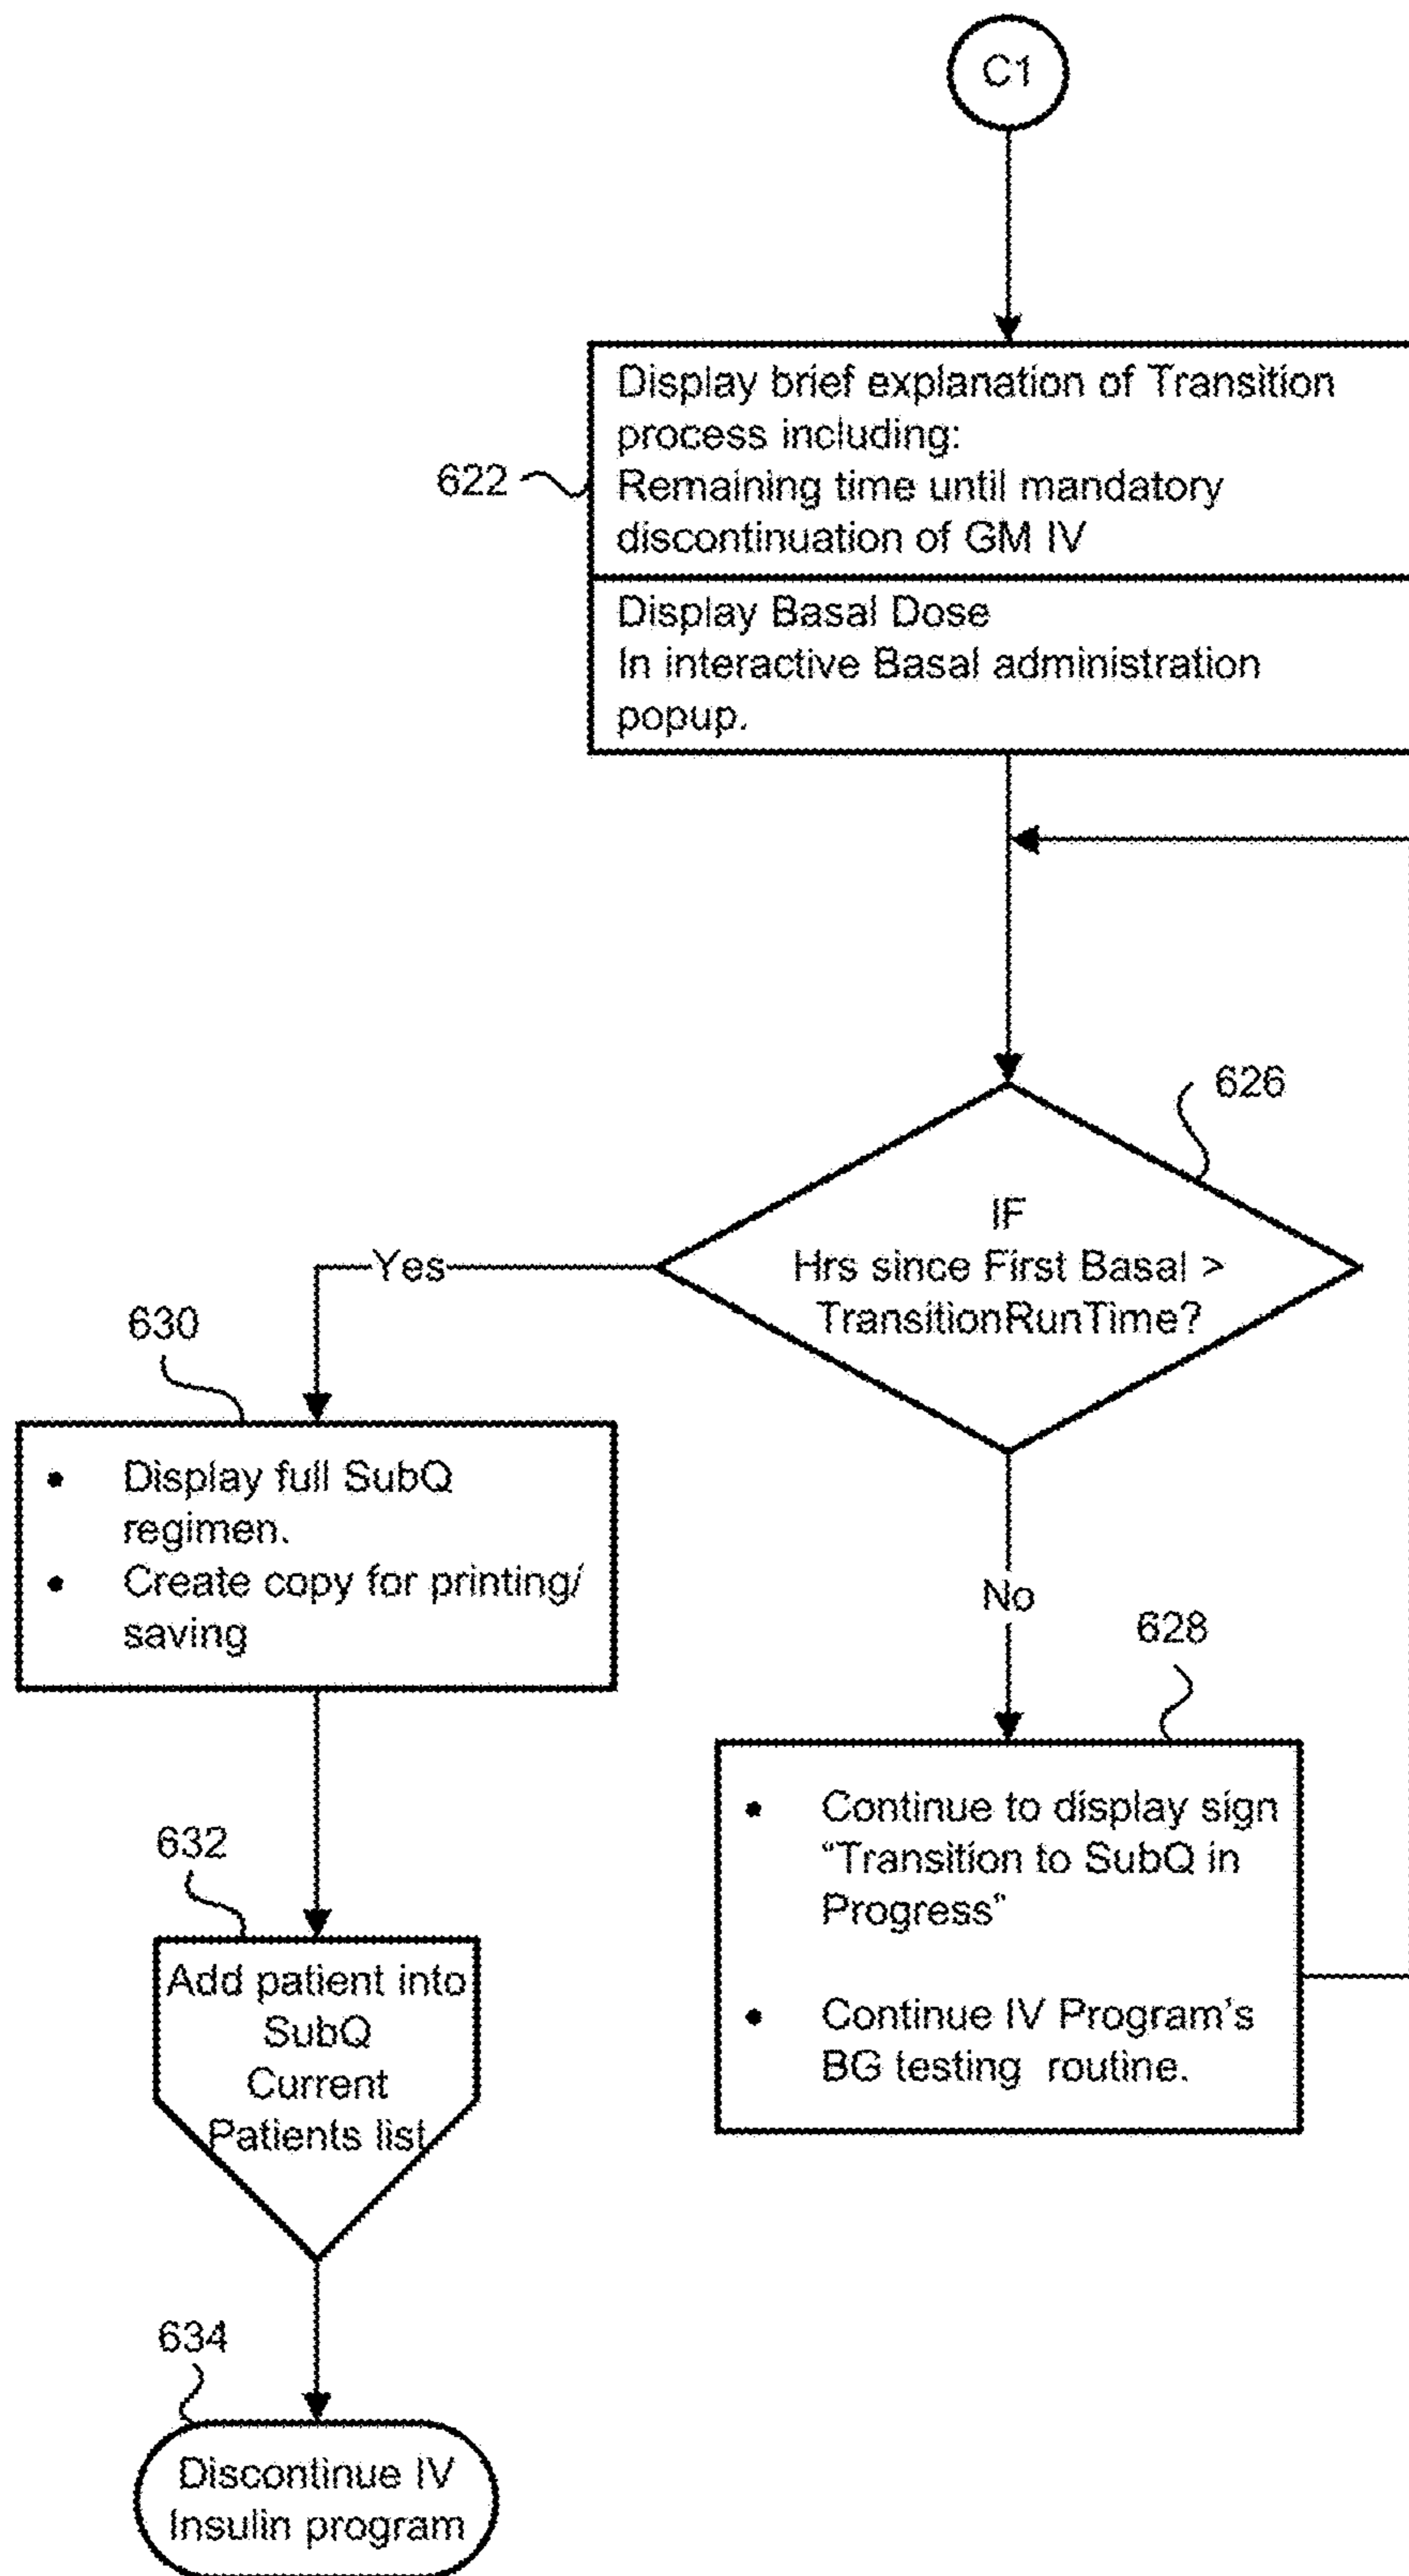 C1
Display brief explanation of Transition
process including:
Remaining time until mandatory
discontinuation of GM IV
622
Display Basal Dose
In interactive Basal administration
popup.
626
IF
Hrs since First Basal >
TransitionRunTime?
Yes
630
• Display full SubQ
regimen.
• Create copy for printing/
saving
No
628
• Continue to display sign
“Transition to SubQ in
Progress”
• Continue IV Program’s
BG testing routine.
632
Add patient into
SubQ
Current
Patients list
634
Discontinue IV
Insulin program